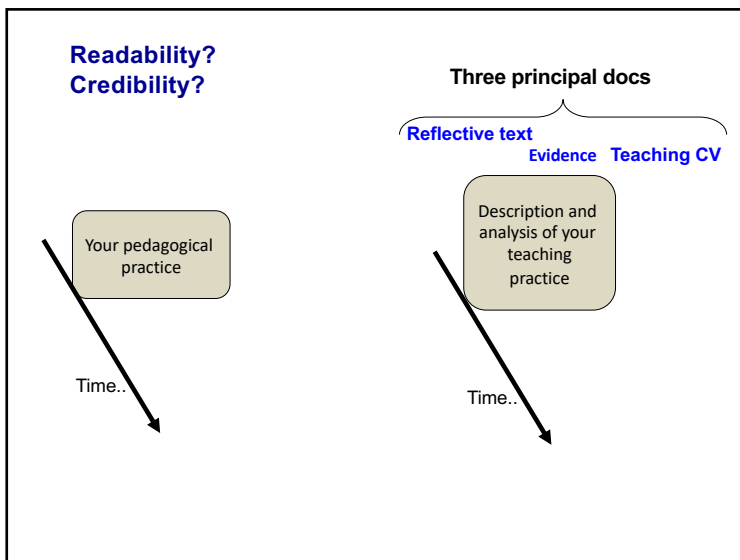 Readability?
Credibility?
Three principal docs
Reflective text
Evidence
Teaching CV
Your pedagogical
practice
Description and
analysis of your
teaching
practice
Time..
Time..